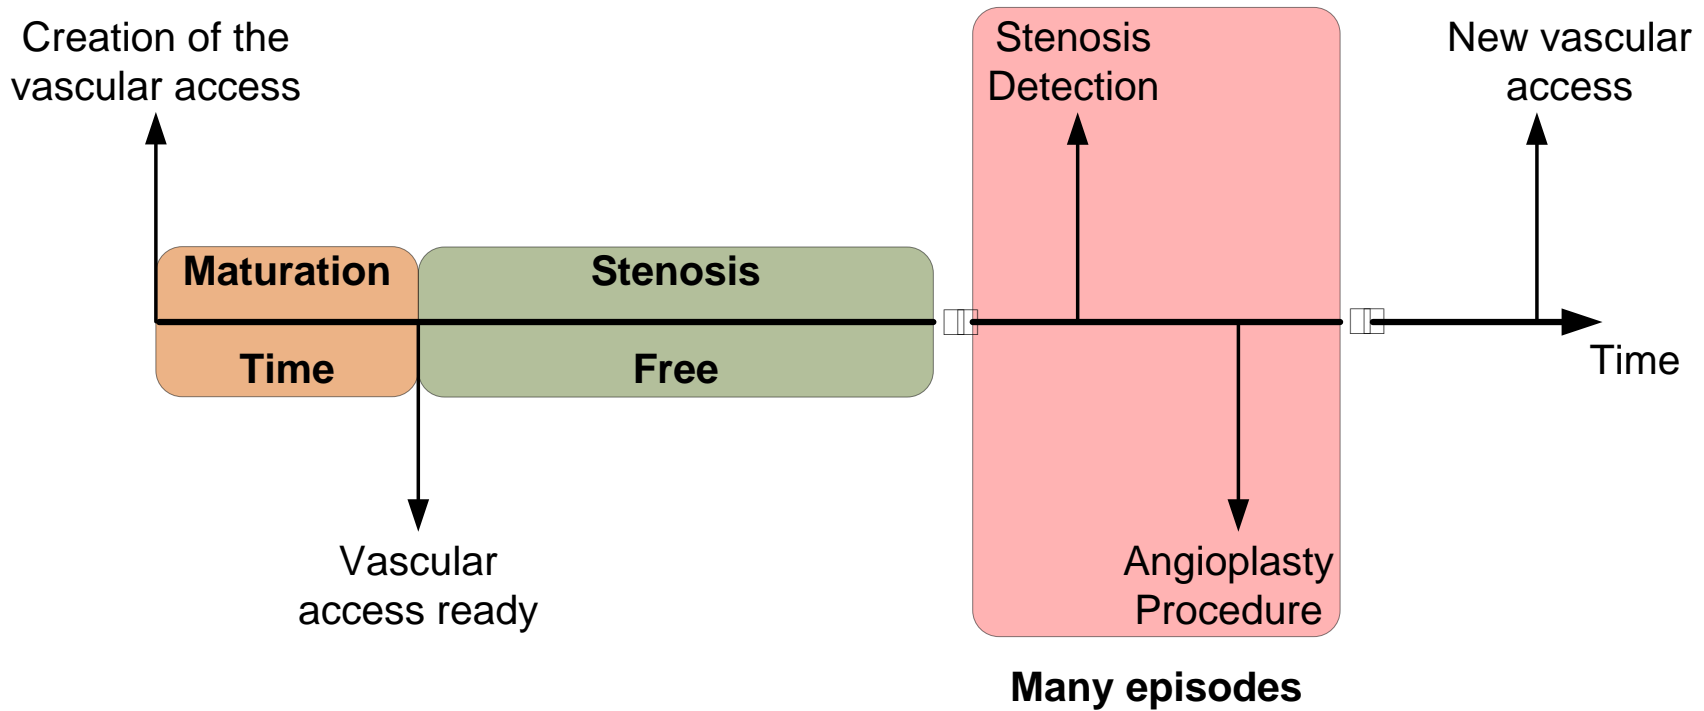 Creation of the
vascular access
Stenosis
Detection
New vascular
access
Maturation
Time
Stenosis
Free
Time
Vascular
access ready
Angioplasty
Procedure
Many episodes